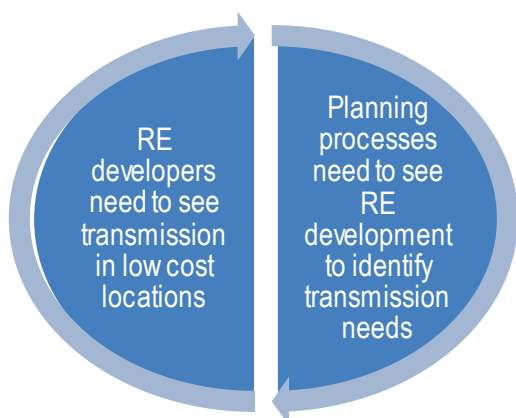 RE
developers
need to see
transmission
in low cost
locations
Planning
processes
need to see
RE
development
to identify
transmission
needs